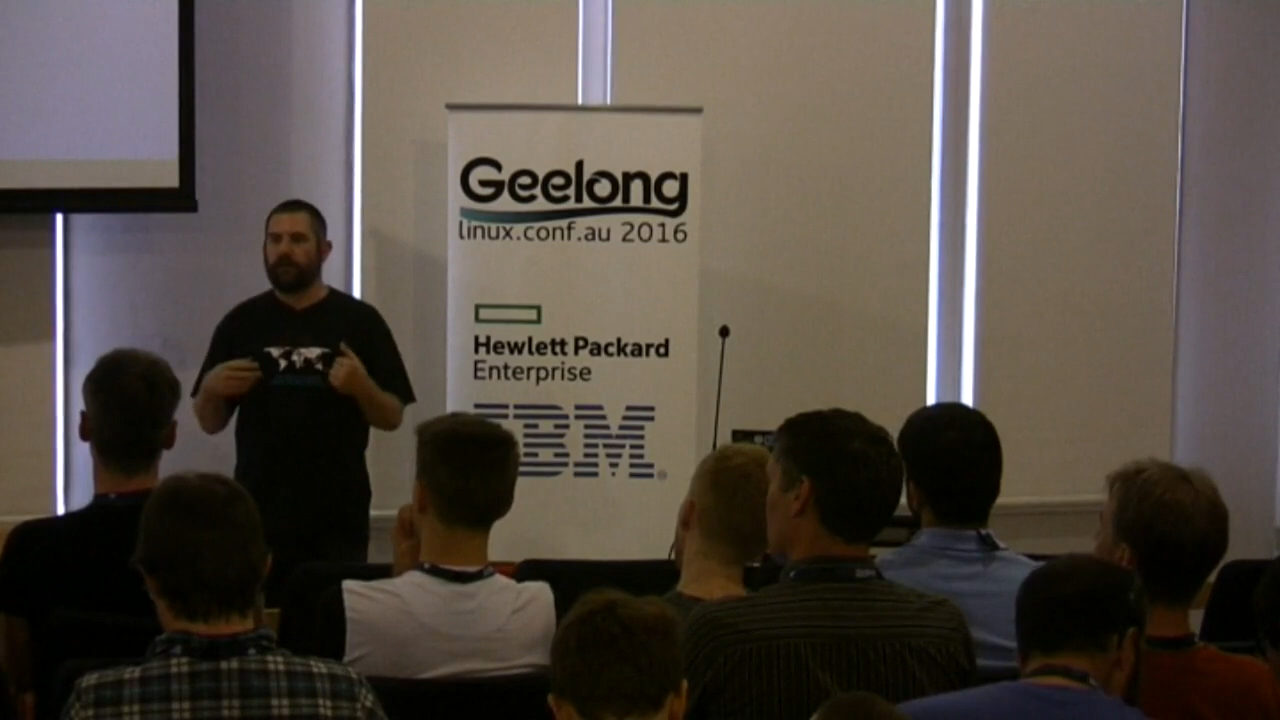 Geelong
linux.conf.au 2016
Hewlett Packard
Enterprise
IBM